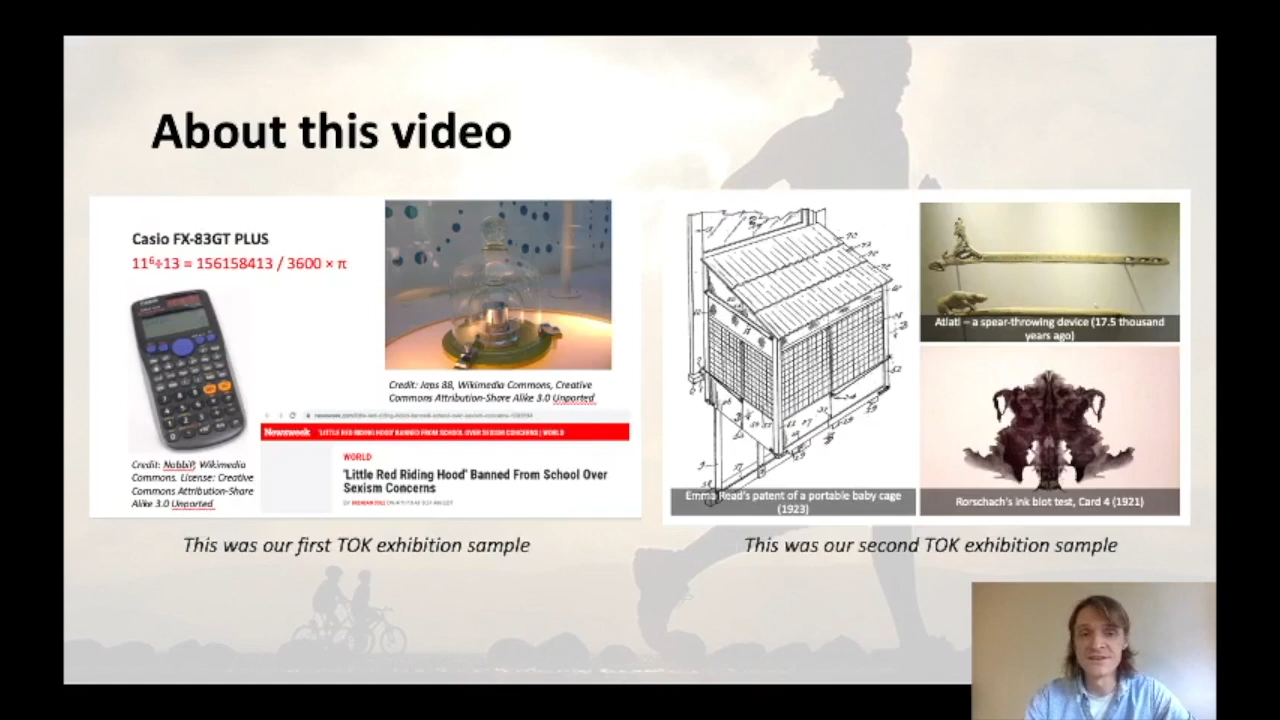 About this video
Casio FX-83GT PLUS
11⁶÷13 = 156158413 / 3600 × π
Credit: Japs 88, Wikimedia Commons, Creative
Commons Attribution-Share Alike 3.0 Unported
Newsweek 'LITTLE RED RIDING HOOD' BANNED FROM SCHOOL OVER SEXISM CONCERNS | WORLD
WORLD
'Little Red Riding Hood' Banned From School Over
Sexism Concerns
Credit: NobbiP, Wikimedia
Commons. License: Creative
Commons Attribution-Share
Alike 3.0 Unported
This was our first TOK exhibition sample
Atlatl – a spear-throwing device (17.5 thousand
years ago)
Emma Read's patent of a portable baby cage
(1923)
Rorschach's ink blot test, Card 4 (1921)
This was our second TOK exhibition sample